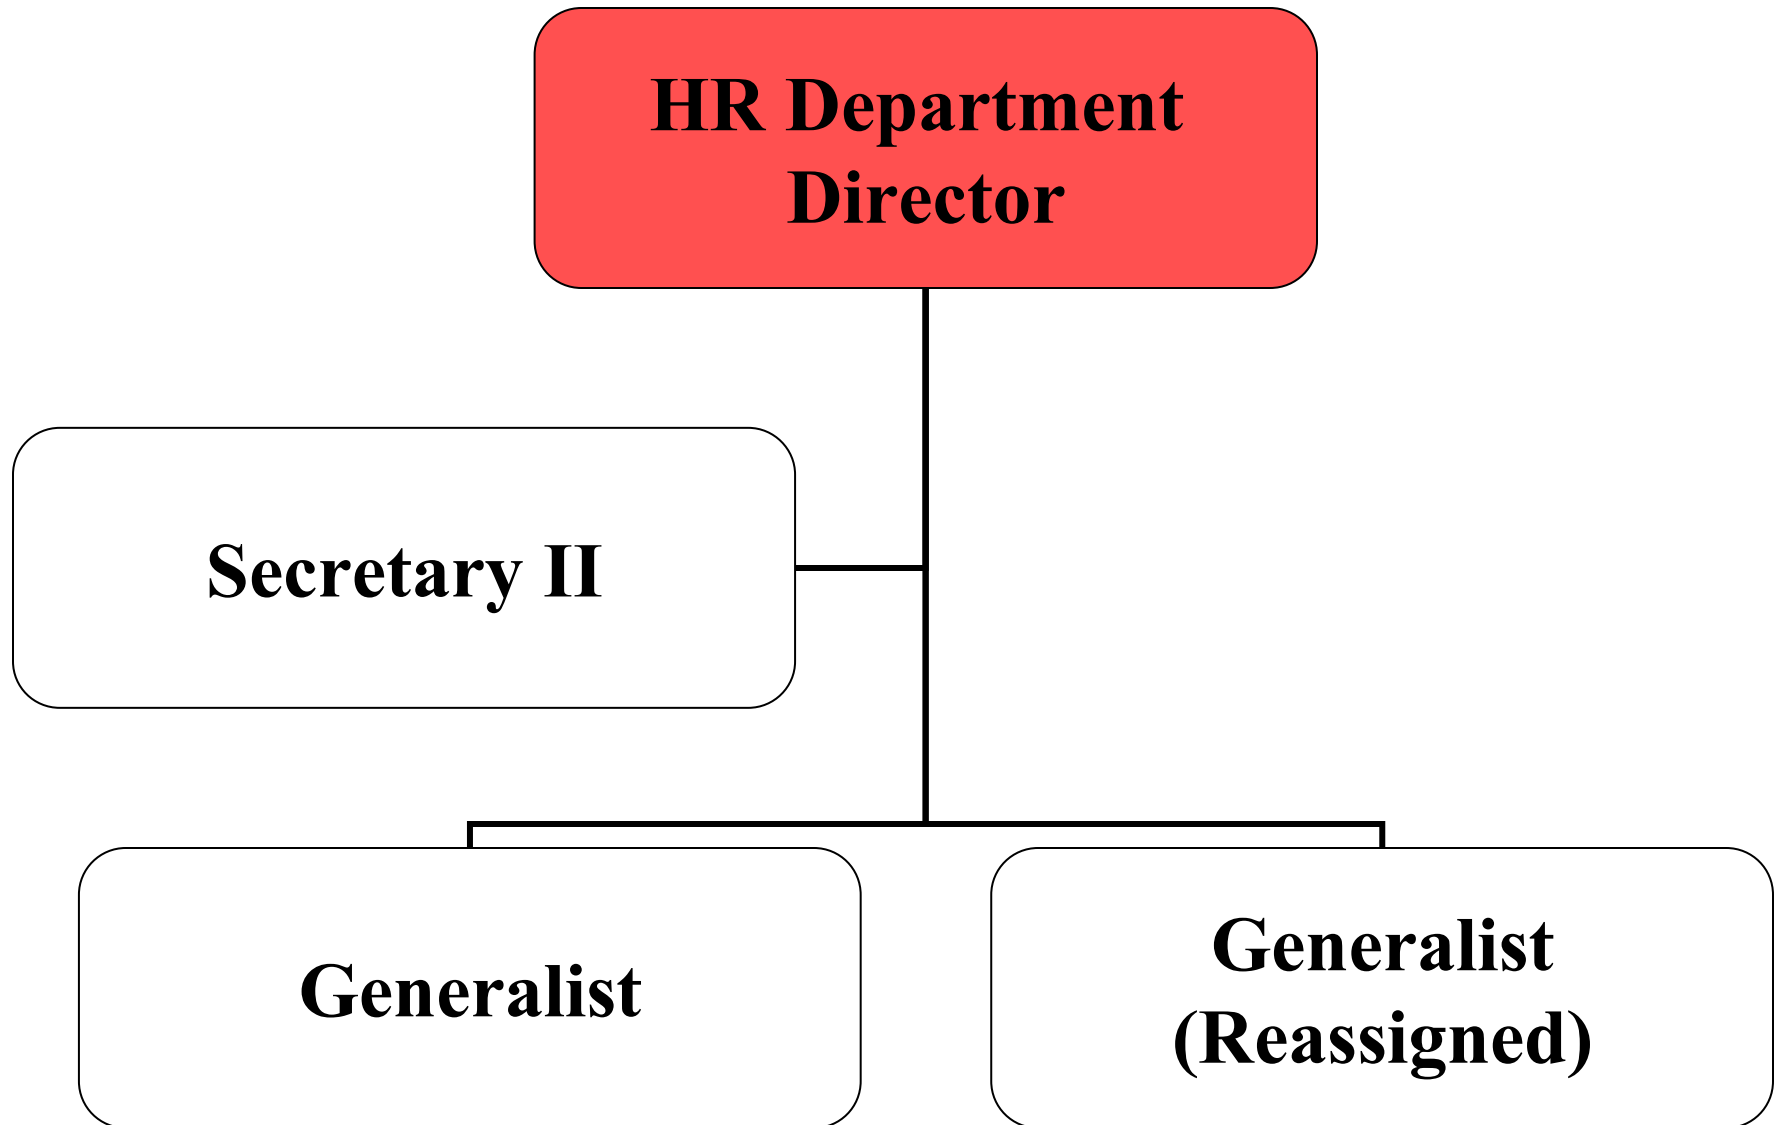 HR Department
Director
Secretary II
Generalist
Generalist
(Reassigned)